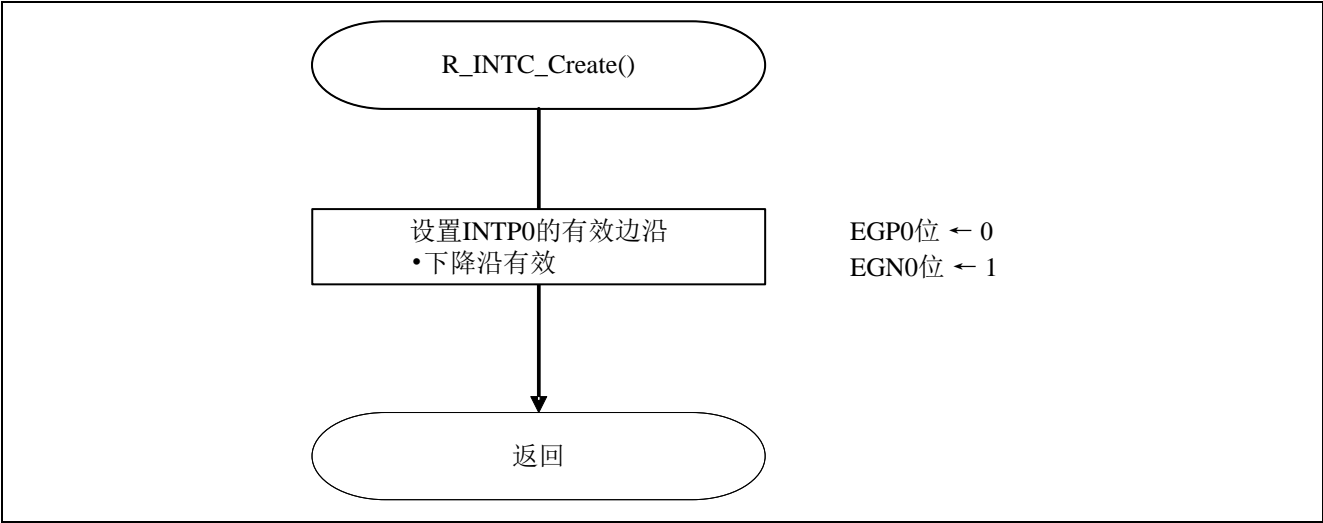 R_INTC_Create()
设置INTP0的有效边沿
•下降沿有效
EGP0位 ← 0
EGN0位 ← 1
返回